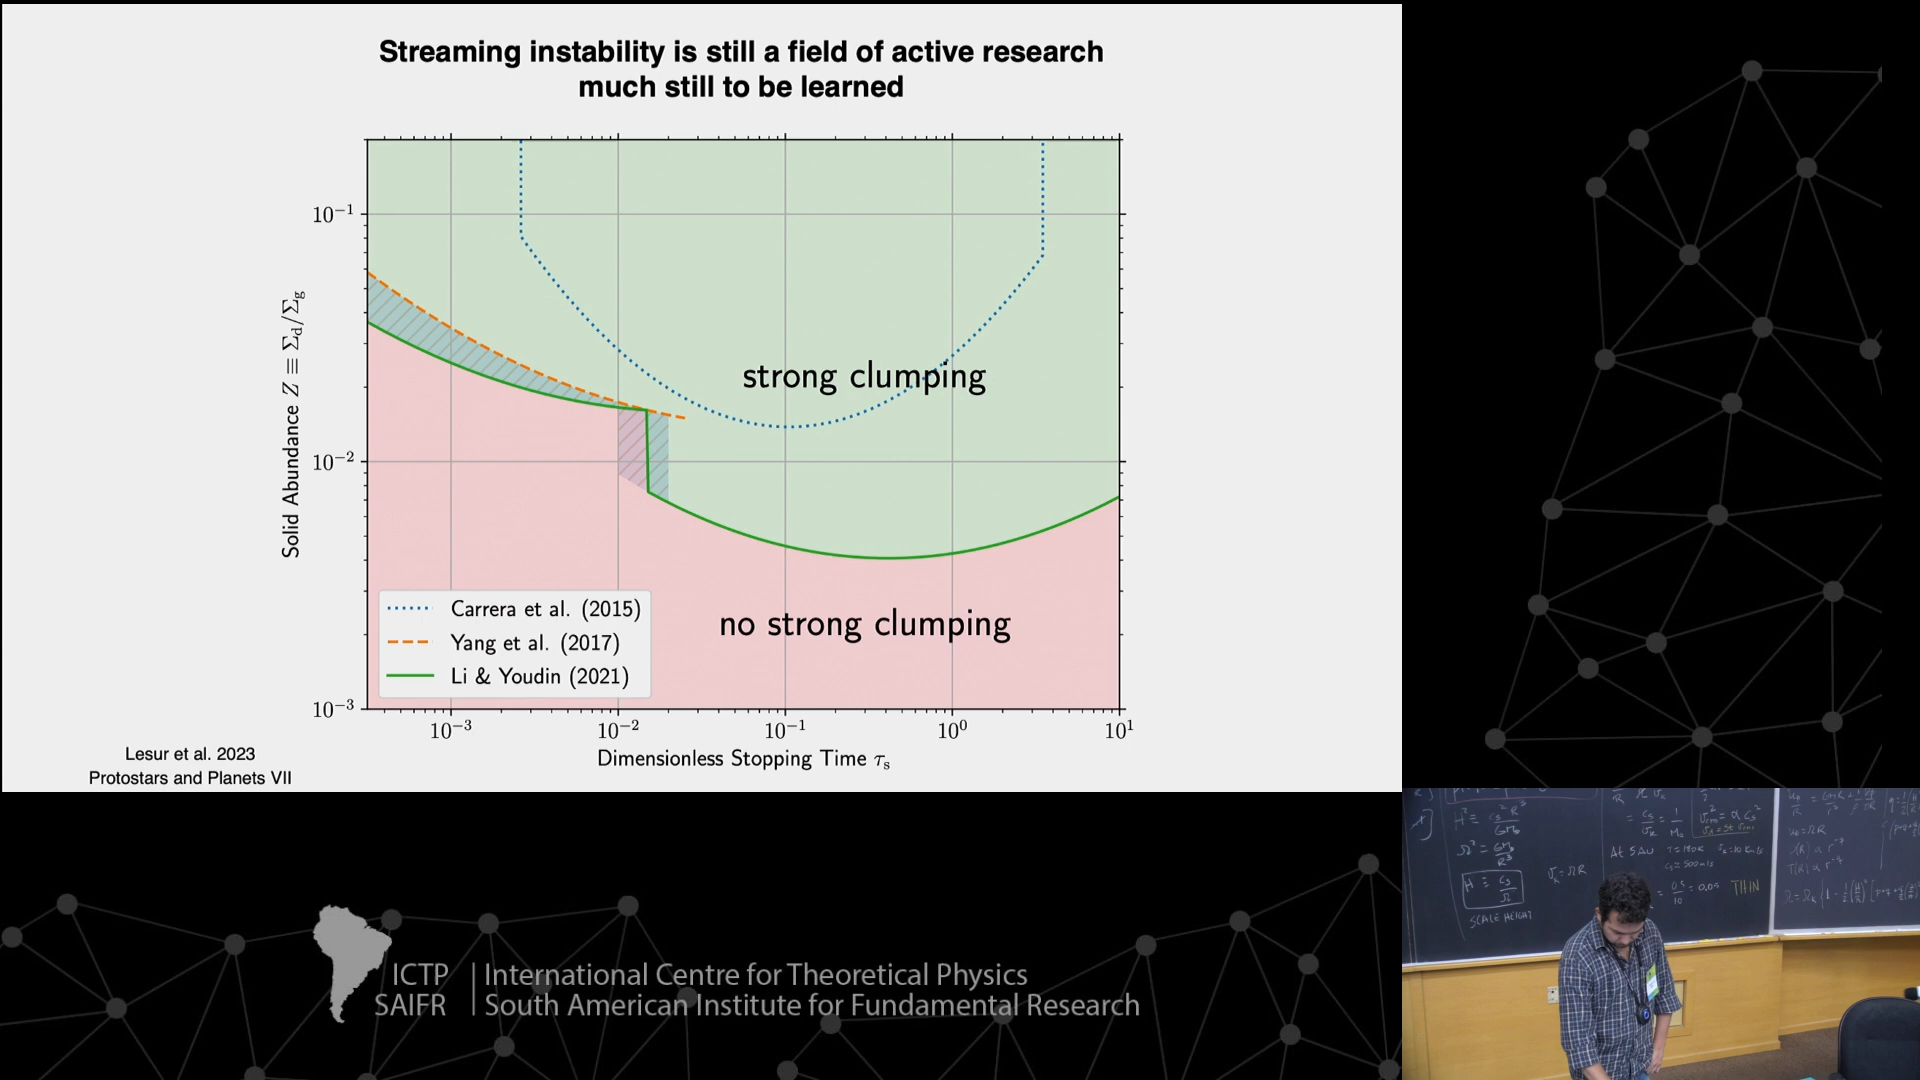 Streaming instability is still a field of active research
much still to be learned
Solid Abundance Z ≡ Σd/Σg
10⁻¹
10⁻²
10⁻³
strong clumping
no strong clumping
Carrera et al. (2015)
Yang et al. (2017)
Li & Youdin (2021)
10⁻³ 10⁻² 10⁻¹ 10⁰ 10¹
Dimensionless Stopping Time τs
Lesur et al. 2023
Protostars and Planets VII
ICTP | International Centre for Theoretical Physics
SAIFR | South American Institute for Fundamental Research
SCALE HEIGHT
At 5AU
THIN